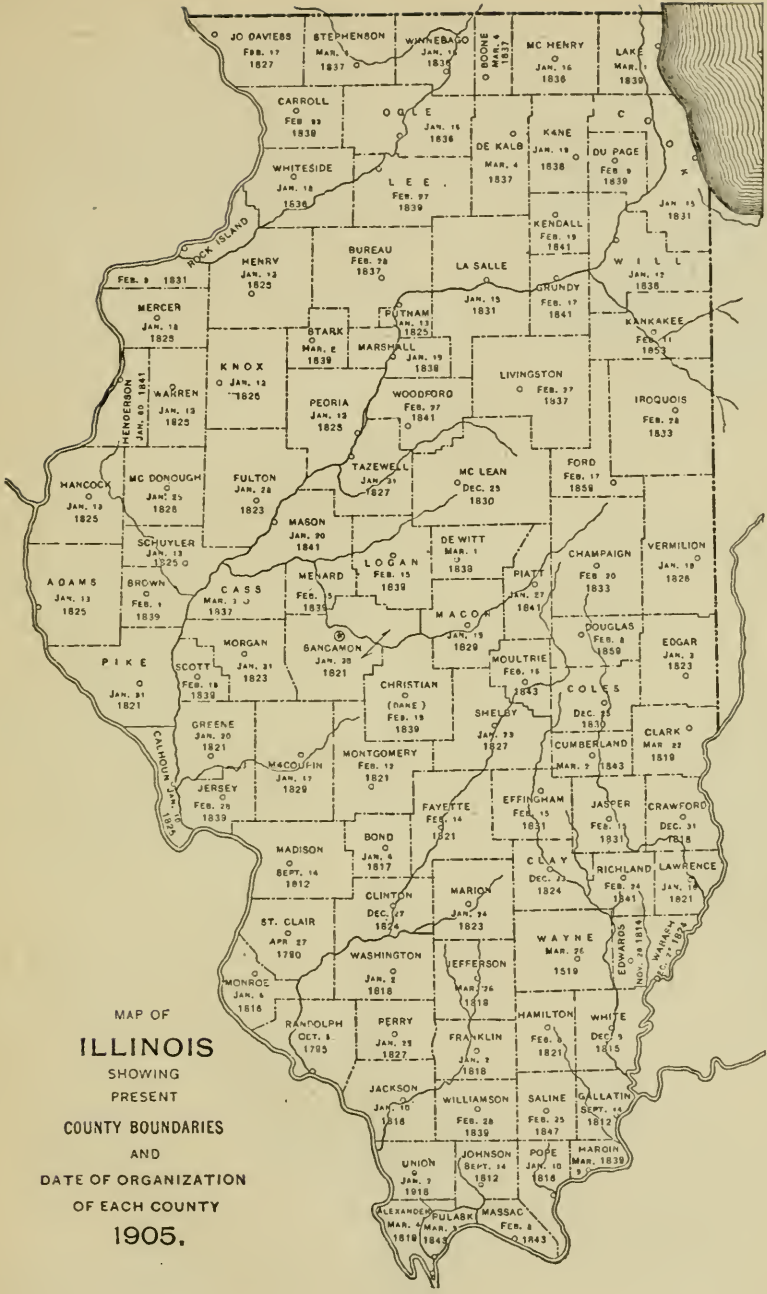 JO DAVIESS
FEB. 17
1827
STEPHENSON
MAR. 4
1837
WINNEBAGO
JAN. 16
1836
BOONE
MAR. 4
1837
MC HENRY
JAN. 16
1836
LAKE
MAR. 1
1839
CARROLL
FEB. 22
1839
OGLE
JAN. 16
1836
DE KALB
MAR. 4
1837
KANE
JAN. 16
1836
C
O
K
JAN. 15
1831
DU PAGE
FEB. 9
1839
WHITESIDE
JAN. 16
1836
LEE
FEB. 27
1839
KENDALL
FEB. 19
1841
ROCK ISLAND
FEB. 9 1831
HENRY
JAN. 13
1825
BUREAU
FEB. 28
1837
LA SALLE
JAN. 15
1831
GRUNDY
FEB. 17
1841
WILL
JAN. 12
1836
MERCER
JAN. 13
1825
STARK
MAR. 2
1839
PUTNAM
JAN. 13
1825
MARSHALL
JAN. 19
1839
KANKAKEE
FEB. 11
1853
HENDERSON
JAN. 20 1841
WARREN
JAN. 13
1825
KNOX
JAN. 13
1825
PEORIA
JAN. 13
1825
WOODFORD
FEB. 27
1841
LIVINGSTON
FEB. 27
1837
IROQUOIS
FEB. 26
1833
HANCOCK
JAN. 13
1825
MC DONOUGH
JAN. 25
1826
FULTON
JAN. 28
1823
TAZEWELL
JAN. 31
1827
MC LEAN
DEC. 25
1830
FORD
FEB. 17
1859
MASON
JAN. 20
1841
SCHUYLER
JAN. 13
1825
ADAMS
JAN. 13
1825
BROWN
FEB. 1
1839
CASS
MAR. 3
1837
MENARD
FEB. 15
1839
LOGAN
FEB. 15
1839
DE WITT
MAR. 1
1839
PIATT
JAN. 27
1841
CHAMPAIGN
FEB. 20
1833
VERMILION
JAN. 18
1826
MACON
JAN. 19
1829
PIKE
JAN. 31
1821
SCOTT
FEB. 16
1839
MORGAN
JAN. 31
1823
SANGAMON
JAN. 30
1821
CHRISTIAN
(DANE)
FEB. 15
1839
MOULTRIE
FEB. 16
1843
DOUGLAS
FEB. 8
1859
EDGAR
JAN. 3
1823
COLES
DEC. 25
1830
SHELBY
JAN. 23
1827
GREENE
JAN. 20
1821
MACOUPIN
JAN. 17
1829
MONTGOMERY
FEB. 12
1821
CUMBERLAND
MAR. 2 1843
CLARK
MAR 22
1819
CALHOUN JAN. 10
1825
JERSEY
FEB. 28
1839
FAYETTE
FEB. 14
1821
EFFINGHAM
FEB. 15
1831
JASPER
FEB. 15
1831
CRAWFORD
DEC. 31
1816
MADISON
SEPT. 14
1812
BOND
JAN. 4
1817
CLAY
DEC. 23
1824
RICHLAND
FEB. 24
1841
LAWRENCE
JAN. 16
1821
CLINTON
DEC. 27
1824
MARION
JAN. 24
1823
ST. CLAIR
APR 27
1790
WASHINGTON
JAN. 2
1818
WAYNE
MAR. 26
1819
EDWARDS
NOV. 28 1814
WABASH
DEC. 27 1824
MONROE
JAN. 6
1816
JEFFERSON
MAR. 26
1819
RANDOLPH
OCT. 5
1795
PERRY
JAN. 29
1827
FRANKLIN
JAN. 2
1818
HAMILTON
FEB. 8
1821
WHITE
DEC. 9
1815
JACKSON
JAN. 10
1816
WILLIAMSON
FEB. 28
1839
SALINE
FEB. 25
1847
GALLATIN
SEPT. 14
1812
UNION
JAN. 2
1818
JOHNSON
SEPT. 14
1812
POPE
JAN. 10
1816
HARDIN
MAR. 1839
ALEXANDER
MAR. 4
1819
PULASKI
MAR. 3
1843
MASSAC
FEB. 8
1843
MAP OF
ILLINOIS
SHOWING
PRESENT
COUNTY BOUNDARIES
AND
DATE OF ORGANIZATION
OF EACH COUNTY
1905.